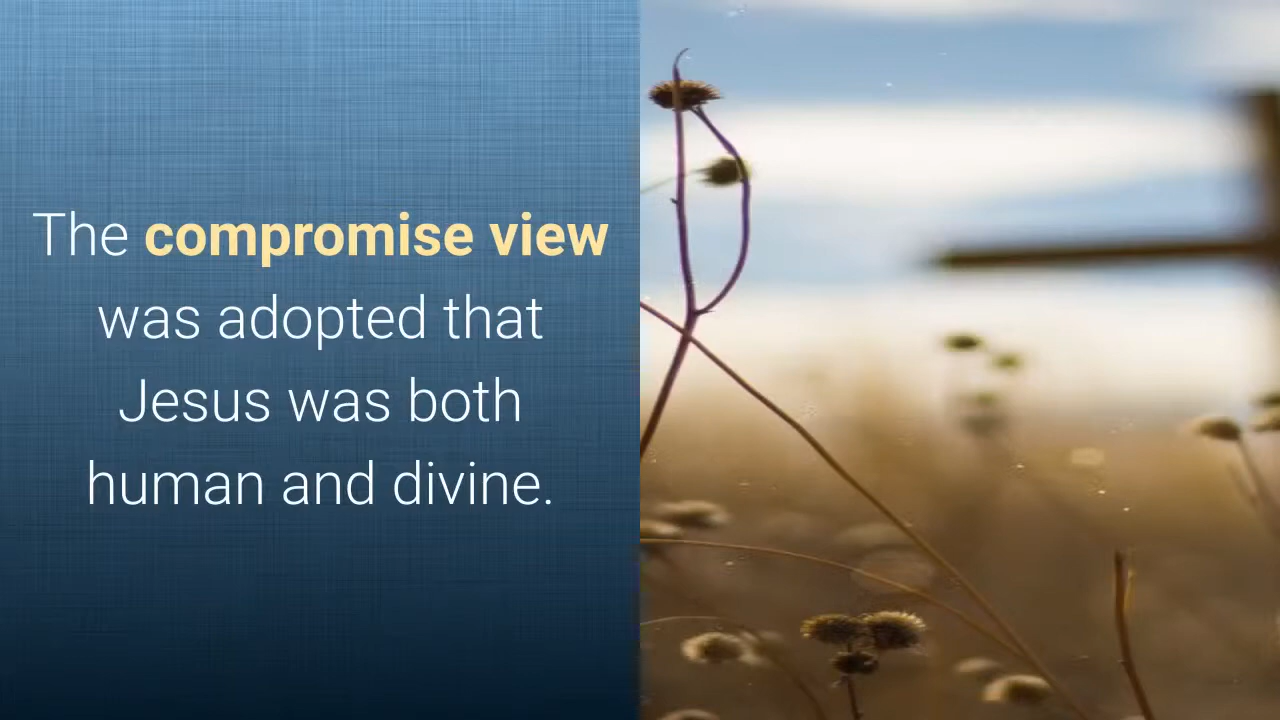 The compromise view
was adopted that
Jesus was both
human and divine.